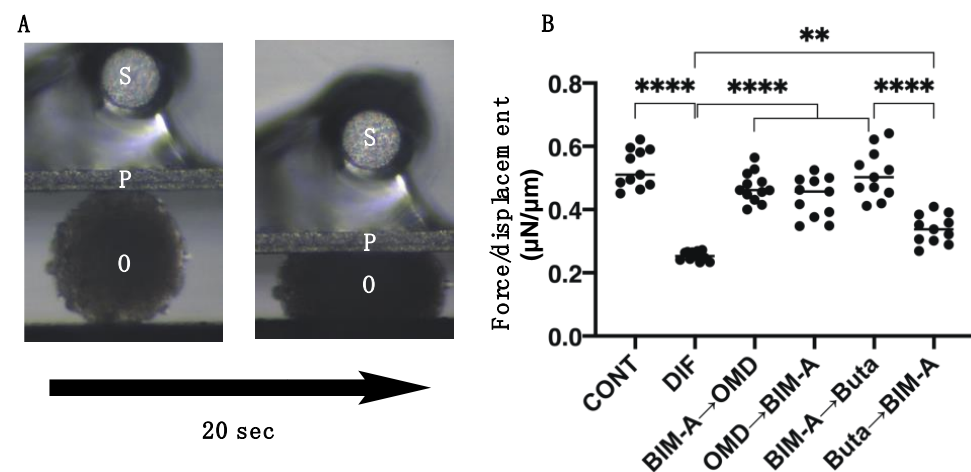 A
S
P
O
S
P
O
20 sec
B
**
**** **** ****
Force/displacement
(μN/μm)
0.8
0.6
0.4
0.2
0.0
CONT
DIF
BIM-A→OMD
OMD→BIM-A
BIM-A→Buta
Buta→BIM-A